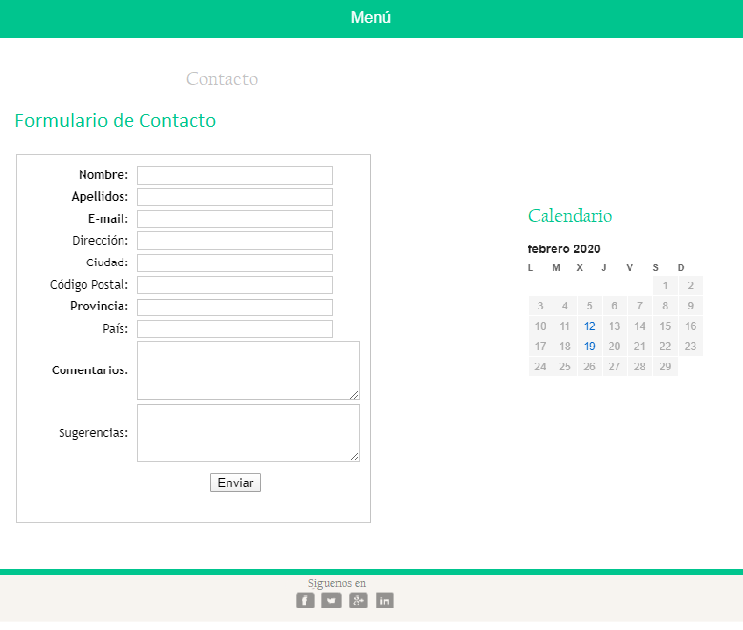 Menú
Contacto
Formulario de Contacto
Nombre:
Apellidos:
E-mail:
Dirección:
Ciudad:
Código Postal:
Provincia:
País:
Comentarios:
Sugerencias:
Enviar
Calendario
febrero 2020
L M X J V S D
1 2
3 4 5 6 7 8 9
10 11 12 13 14 15 16
17 18 19 20 21 22 23
24 25 26 27 28 29
Síguenos en
f g+ in